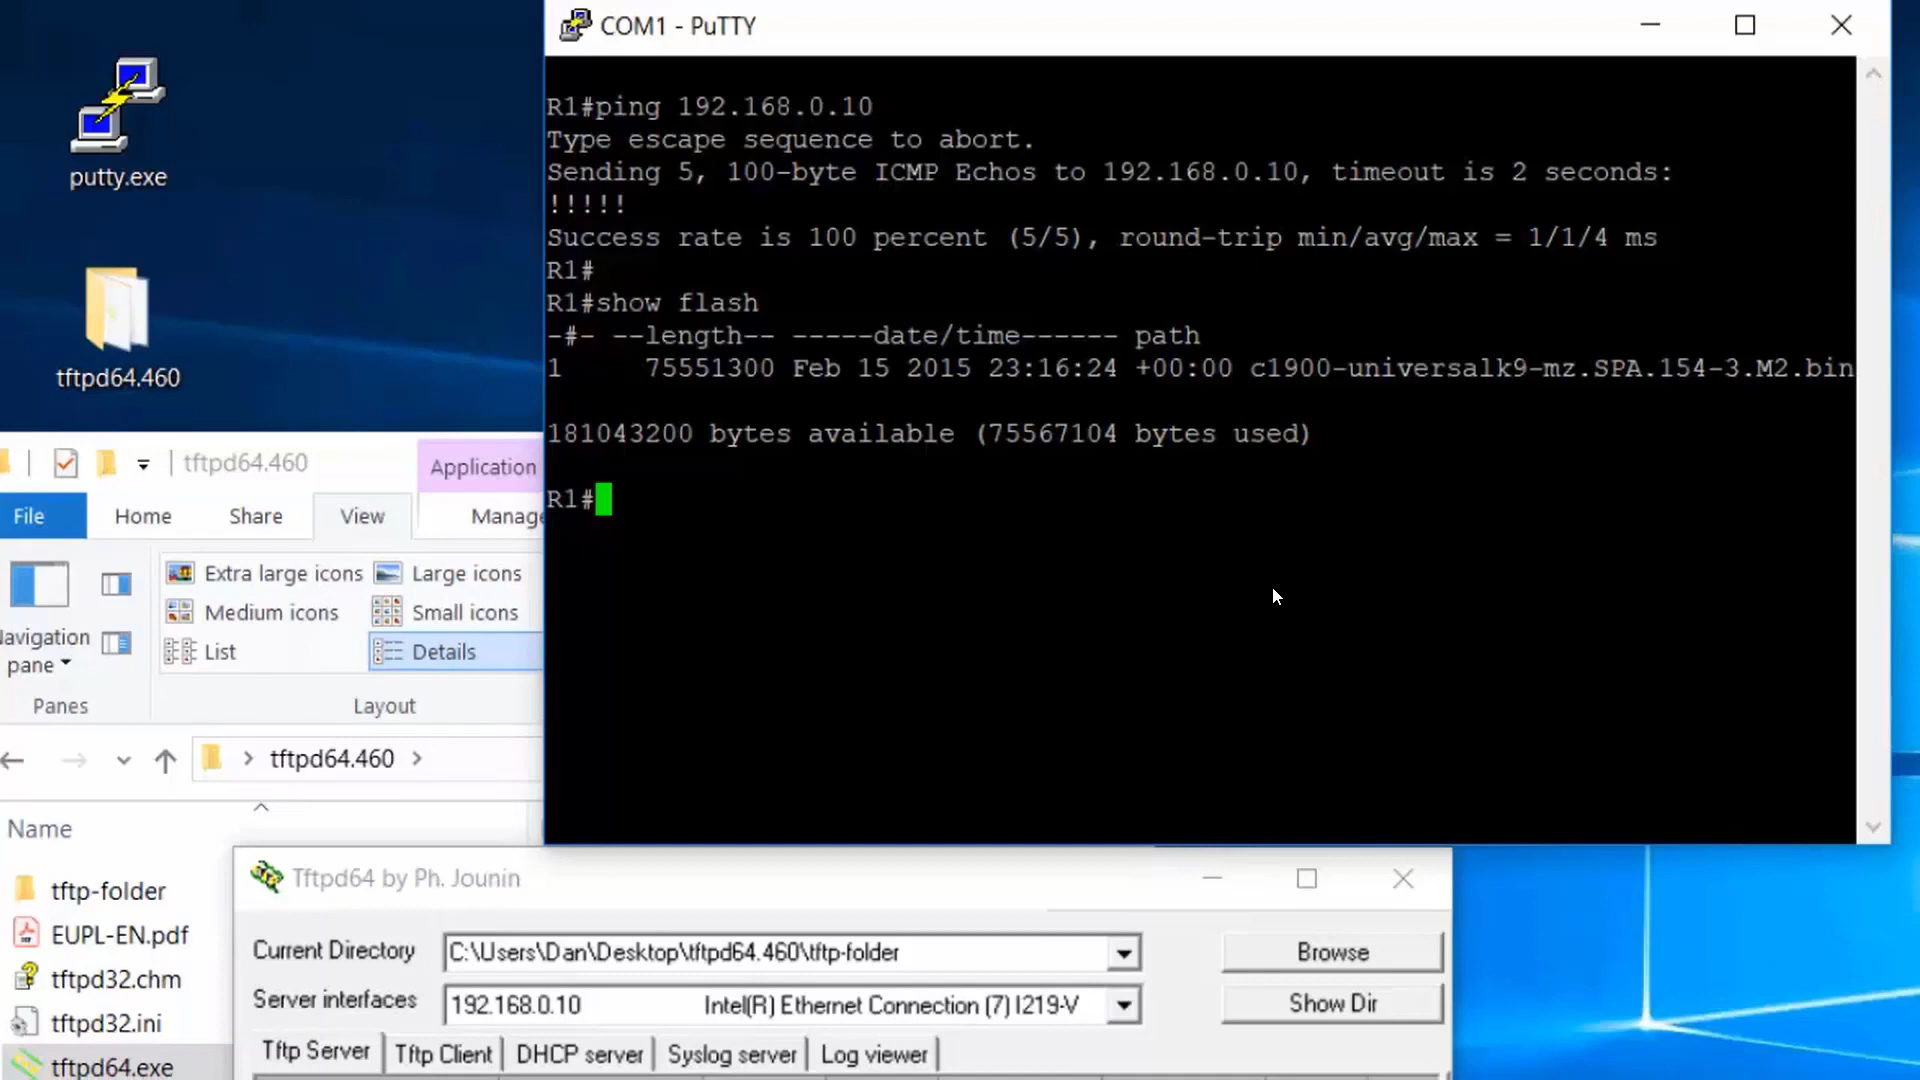 putty.exe
tftpd64.460
COM1 - PuTTY
R1#ping 192.168.0.10
Type escape sequence to abort.
Sending 5, 100-byte ICMP Echos to 192.168.0.10, timeout is 2 seconds:
!!!!!
Success rate is 100 percent (5/5), round-trip min/avg/max = 1/1/4 ms
R1#
R1#show flash
-#- --length-- -----date/time------ path
1 75551300 Feb 15 2015 23:16:24 +00:00 c1900-universalk9-mz.SPA.154-3.M2.bin
181043200 bytes available (75567104 bytes used)
R1#
tftpd64.460
Application
File Home Share View Manage
Extra large icons Large icons
Medium icons Small icons
List Details
Navigation
pane
Panes Layout
tftpd64.460
Name
tftp-folder
EUPL-EN.pdf
tftpd32.chm
tftpd32.ini
tftpd64.exe
Tftpd64 by Ph. Jounin
Current Directory C:\Users\Dan\Desktop\tftpd64.460\tftp-folder Browse
Server interfaces 192.168.0.10 Intel(R) Ethernet Connection (7) I219-V Show Dir
Tftp Server Tftp Client DHCP server Syslog server Log viewer